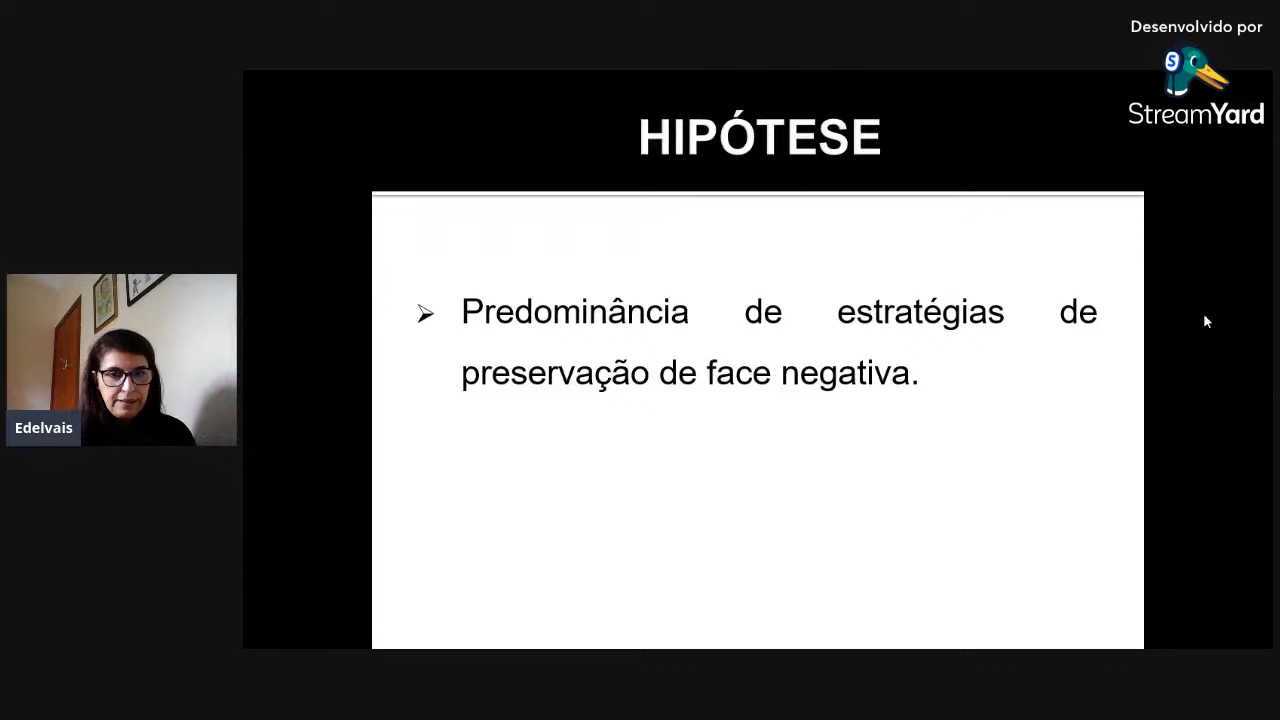 Desenvolvido por
StreamYard
HIPÓTESE
➢ Predominância de estratégias de
preservação de face negativa.
Edelvais